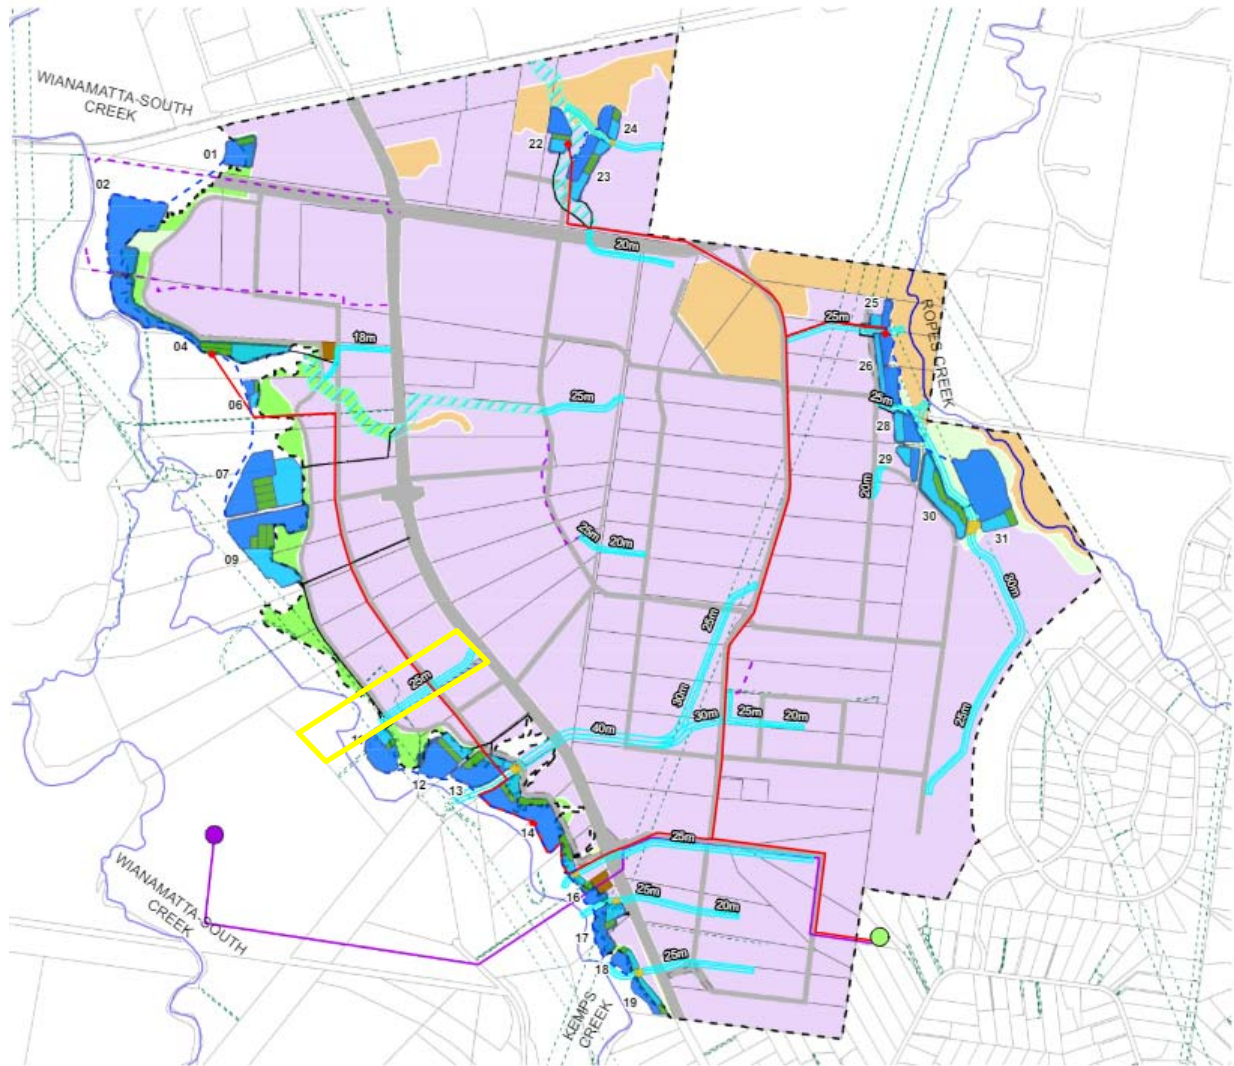 WIANAMATTA-SOUTH
CREEK
01
02
22
24
23
20m
04
18m
06
25m
25
25m
26
ROPES CREEK
25m
28
29
20m
07
25m
20m
30
31
30m
09
25m
25m
30m
25m
30m
25m
20m
40m
12
13
14
25m
WIANAMATTA-SOUTH
CREEK
16
25m
20m
17
25m
18
19
KEMPS
CREEK